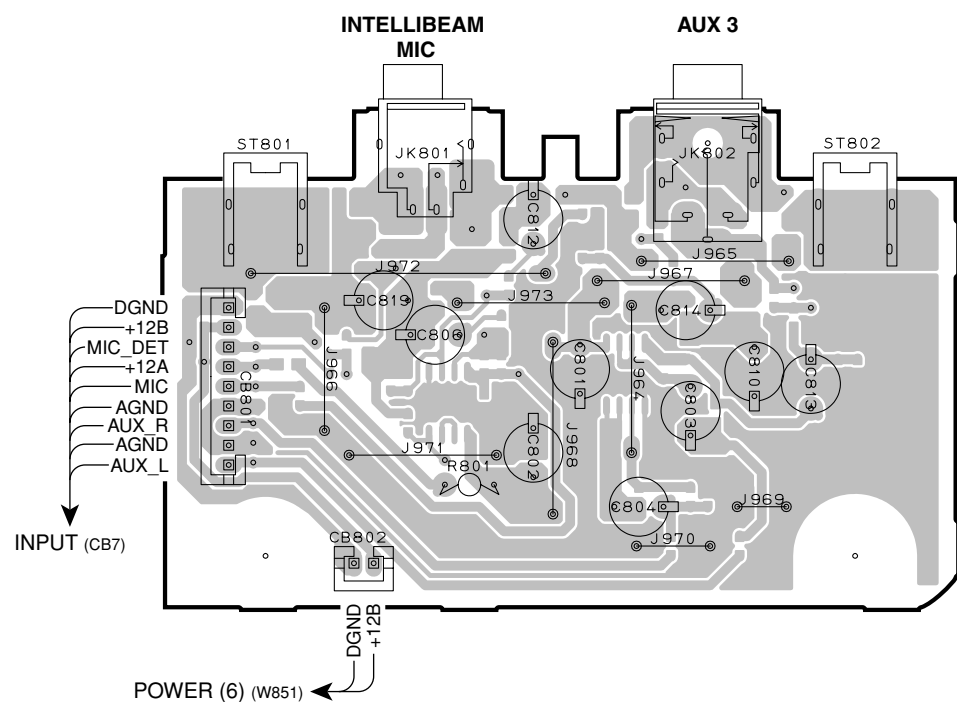 INTELLIBEAM
MIC
AUX 3
ST801
JK801
JK802
ST802
C812
J972
J965
J967
C819
J973
C814
C806
J966
C801
J964
C810
C813
C803
DGND
+12B
MIC_DET
+12A
MIC
AGND
AUX_R
AGND
AUX_L
CB801
J971
R801
C802
J968
C804
J969
J970
INPUT (CB7)
CB802
DGND
+12B
POWER (6) (W851)